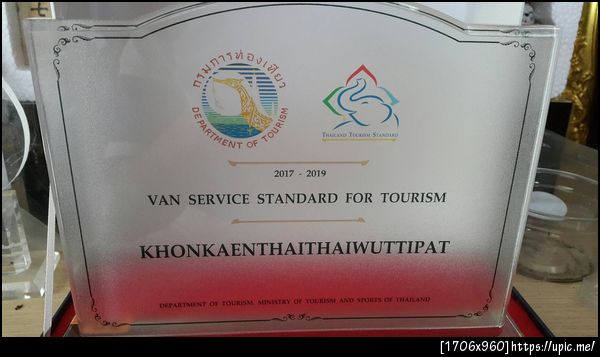 กรมการท่องเที่ยว
DEPARTMENT OF TOURISM
THAILAND TOURISM STANDARD
2017 - 2019
VAN SERVICE STANDARD FOR TOURISM
KHONKAENTHAITHAIWUTTIPAT
DEPARTMENT OF TOURISM, MINISTRY OF TOURISM AND SPORTS OF THAILAND
[1706x960]https://upic.me/